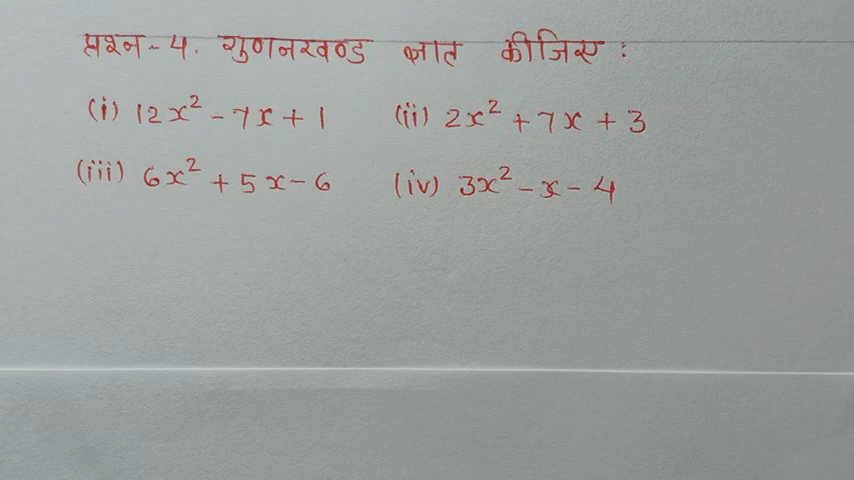 प्रश्न-4. गुणनखण्ड ज्ञात कीजिए :
(i) 12x² - 7x + 1 (ii) 2x² + 7x + 3
(iii) 6x² + 5x - 6 (iv) 3x² - x - 4